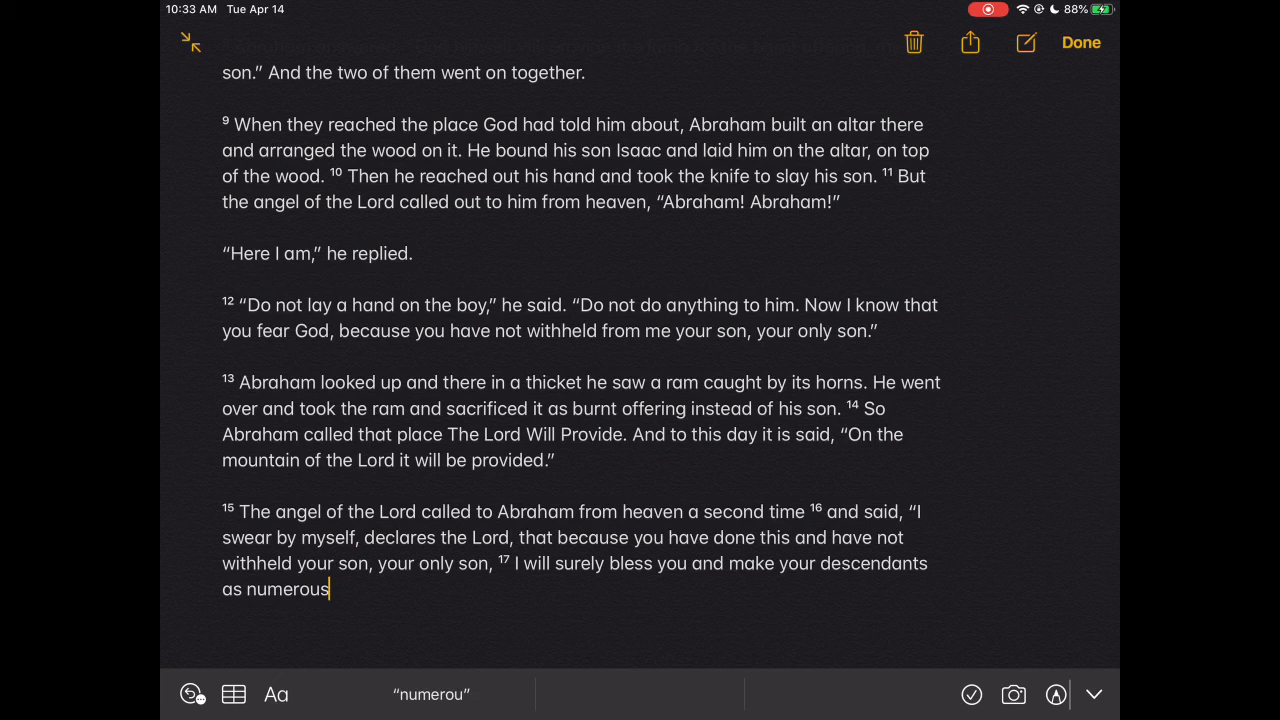 10:33 AM Tue Apr 14
88%
Done
son.” And the two of them went on together.
⁹ When they reached the place God had told him about, Abraham built an altar there
and arranged the wood on it. He bound his son Isaac and laid him on the altar, on top
of the wood. ¹⁰ Then he reached out his hand and took the knife to slay his son. ¹¹ But
the angel of the Lord called out to him from heaven, “Abraham! Abraham!”
“Here I am,” he replied.
¹² “Do not lay a hand on the boy,” he said. “Do not do anything to him. Now I know that
you fear God, because you have not withheld from me your son, your only son.”
¹³ Abraham looked up and there in a thicket he saw a ram caught by its horns. He went
over and took the ram and sacrificed it as burnt offering instead of his son. ¹⁴ So
Abraham called that place The Lord Will Provide. And to this day it is said, “On the
mountain of the Lord it will be provided.”
¹⁵ The angel of the Lord called to Abraham from heaven a second time ¹⁶ and said, “I
swear by myself, declares the Lord, that because you have done this and have not
withheld your son, your only son, ¹⁷ I will surely bless you and make your descendants
as numerous
Aa
“numerou”